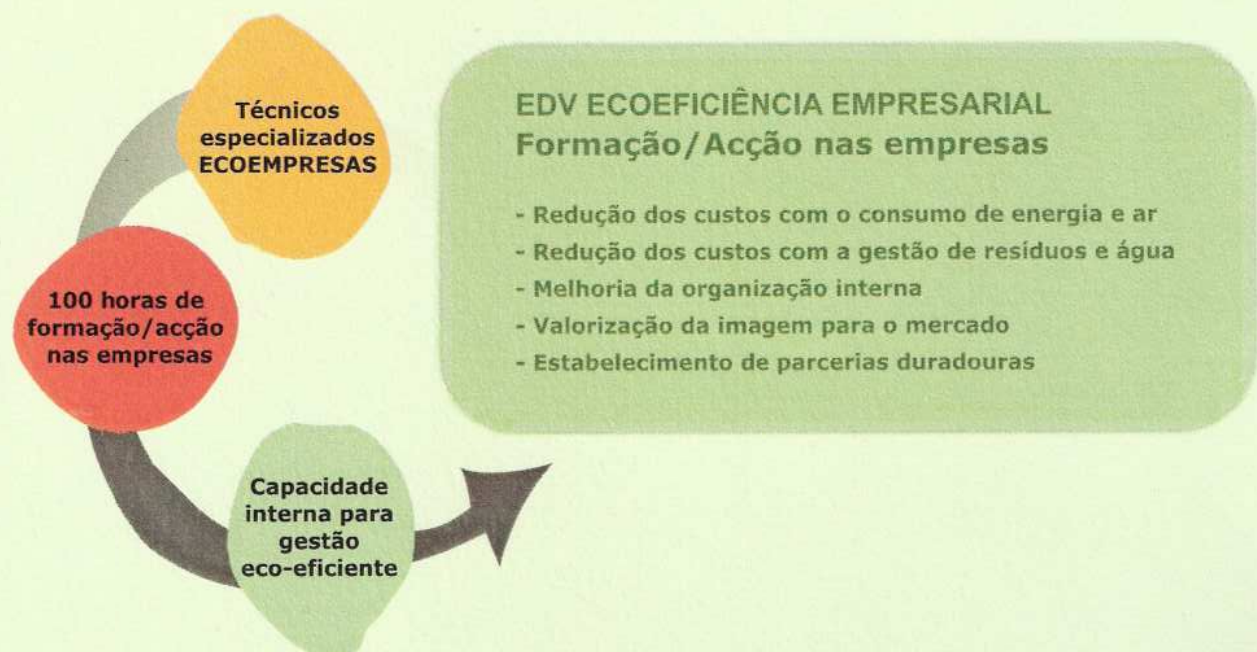 Técnicos
especializados
ECOEMPRESAS
100 horas de
formação/acção
nas empresas
Capacidade
interna para
gestão
eco-eficiente
EDV ECOEFICIÊNCIA EMPRESARIAL
Formação/Acção nas empresas
- Redução dos custos com o consumo de energia e ar
- Redução dos custos com a gestão de resíduos e água
- Melhoria da organização interna
- Valorização da imagem para o mercado
- Estabelecimento de parcerias duradouras